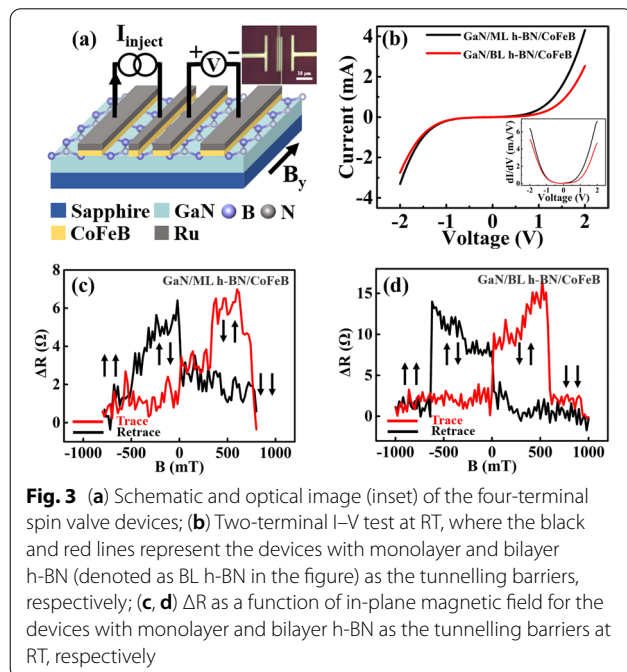 (a)
I_inject
+ V −
10 μm
B_y
Sapphire GaN B N
CoFeB Ru
(b)
GaN/ML h-BN/CoFeB
GaN/BL h-BN/CoFeB
Current (mA)
4
2
0
-2
-4
-2 -1 0 1 2
Voltage (V)
dI/dV (mA/V)
6
4
2
0
-2 -1 0 1 2
Voltage (V)
(c)
GaN/ML h-BN/CoFeB
ΔR (Ω)
9
6
3
0
Trace
Retrace
-1000 -500 0 500 1000
B (mT)
(d)
GaN/BL h-BN/CoFeB
ΔR (Ω)
15
10
5
0
Trace
Retrace
-1000 -500 0 500 1000
B (mT)
Fig. 3 (a) Schematic and optical image (inset) of the four-terminal
spin valve devices; (b) Two-terminal I–V test at RT, where the black
and red lines represent the devices with monolayer and bilayer
h-BN (denoted as BL h-BN in the figure) as the tunnelling barriers,
respectively; (c, d) ΔR as a function of in-plane magnetic field for the
devices with monolayer and bilayer h-BN as the tunnelling barriers at
RT, respectively